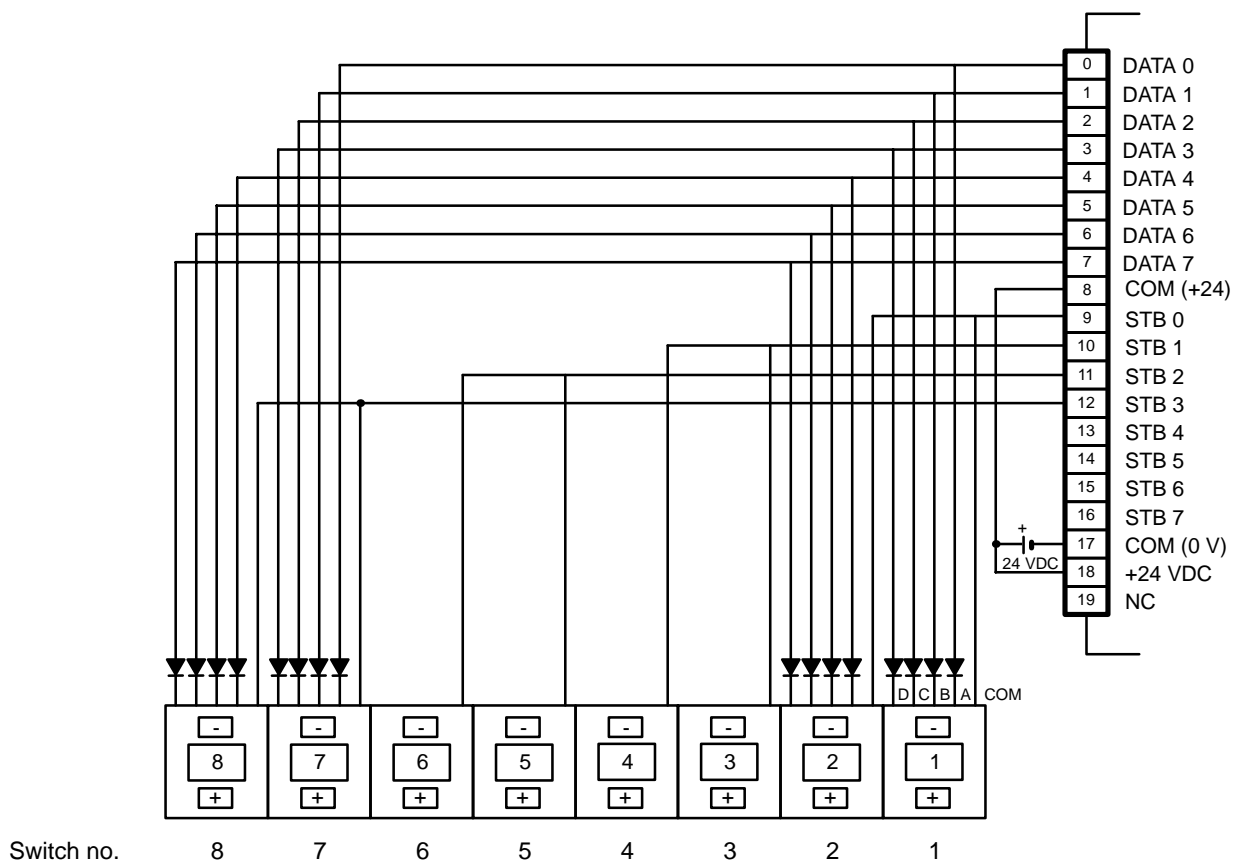 0 DATA 0
1 DATA 1
2 DATA 2
3 DATA 3
4 DATA 4
5 DATA 5
6 DATA 6
7 DATA 7
8 COM (+24)
9 STB 0
10 STB 1
11 STB 2
12 STB 3
13 STB 4
14 STB 5
15 STB 6
16 STB 7
+
17 COM (0 V)
24 VDC
18 +24 VDC
19 NC
D C B A COM
- - - - - - - -
8 7 6 5 4 3 2 1
+ + + + + + + +
Switch no. 8 7 6 5 4 3 2 1